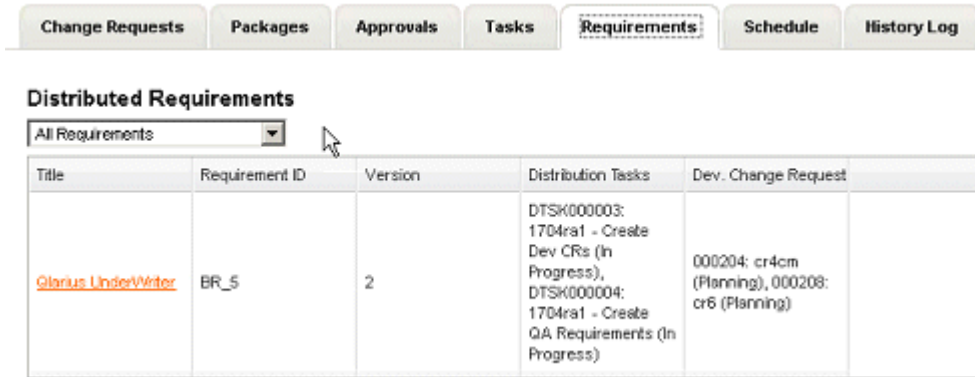 Change Requests Packages Approvals Tasks Requirements Schedule History Log
Distributed Requirements
All Requirements
Title Requirement ID Version Distribution Tasks Dev. Change Request
Qlarius UnderWriter BR_5 2
DTSK000003:
1704ra1 - Create
Dev CRs (In
Progress),
DTSK000004:
1704ra1 - Create
QA Requirements (In
Progress)
000204: cr4cm
(Planning), 000208:
cr6 (Planning)